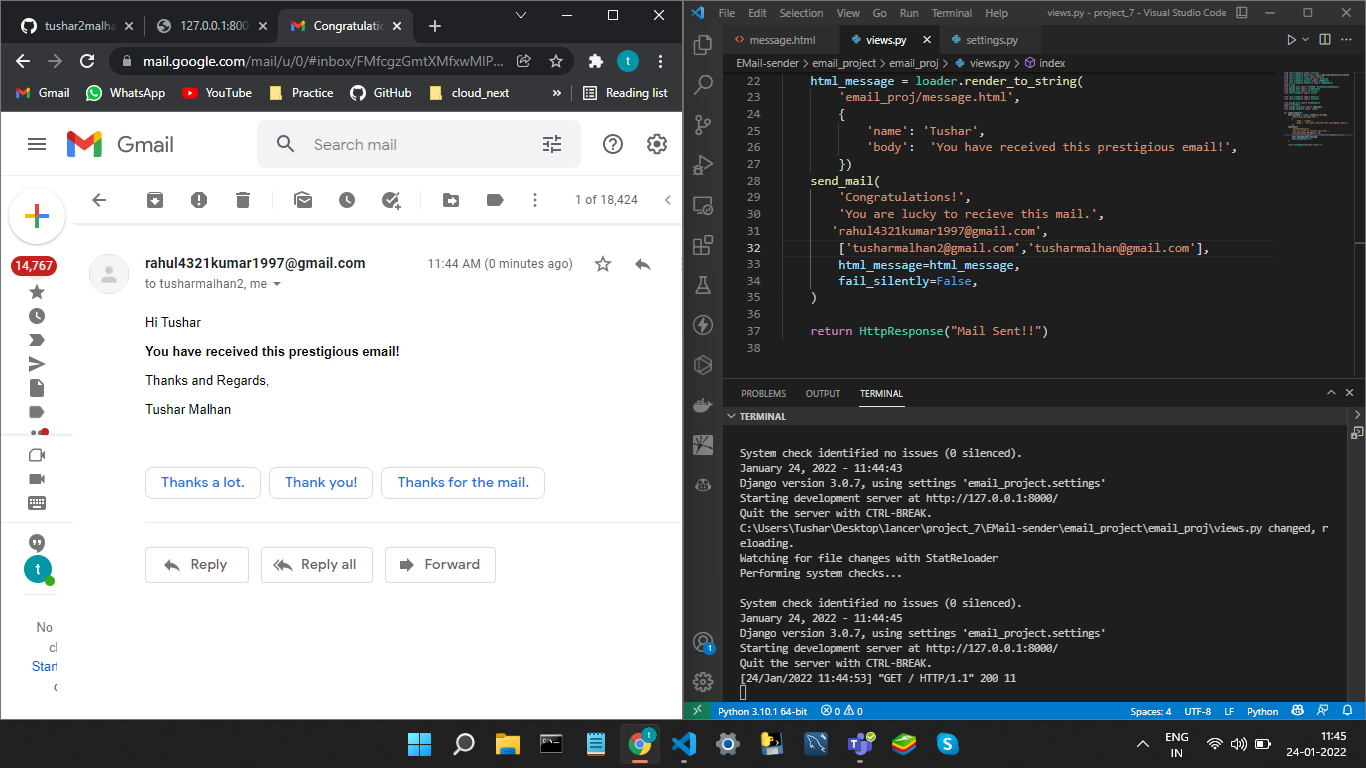 tushar2malha
127.0.0.1:800
Congratulatio
mail.google.com/mail/u/0/#inbox/FMfcgzGmtXMfxwMlP...
t
Gmail
WhatsApp
YouTube
Practice
GitHub
cloud_next
»
Reading list
Gmail
Search mail
1 of 18,424
14,767
rahul4321kumar1997@gmail.com
11:44 AM (0 minutes ago)
to tusharmalhan2, me
Hi Tushar
You have received this prestigious email!
Thanks and Regards,
Tushar Malhan
Thanks a lot.
Thank you!
Thanks for the mail.
Reply
Reply all
Forward
t
No
Start
File Edit Selection View Go Run Terminal Help
views.py - project_7 - Visual Studio Code
message.html
views.py
settings.py
EMail-sender > email_project > email_proj > views.py > index
22 html_message = loader.render_to_string(
23 'email_proj/message.html',
24 {
25 'name': 'Tushar',
26 'body':  'You have received this prestigious email!',
27 })
28 send_mail(
29 'Congratulations!',
30 'You are lucky to recieve this mail.',
31 'rahul4321kumar1997@gmail.com',
32 ['tusharmalhan2@gmail.com','tusharmalhan@gmail.com'],
33 html_message=html_message,
34 fail_silently=False,
35 )
36
37 return HttpResponse("Mail Sent!!")
38
PROBLEMS OUTPUT TERMINAL
TERMINAL
System check identified no issues (0 silenced).
January 24, 2022 - 11:44:43
Django version 3.0.7, using settings 'email_project.settings'
Starting development server at http://127.0.0.1:8000/
Quit the server with CTRL-BREAK.
C:\Users\Tushar\Desktop\lancer\project_7\EMail-sender\email_project\email_proj\views.py changed, r
eloading.
Watching for file changes with StatReloader
Performing system checks...
System check identified no issues (0 silenced).
January 24, 2022 - 11:44:45
Django version 3.0.7, using settings 'email_project.settings'
Starting development server at http://127.0.0.1:8000/
Quit the server with CTRL-BREAK.
[24/Jan/2022 11:44:53] "GET / HTTP/1.1" 200 11
1
Python 3.10.1 64-bit
0
0
Spaces: 4
UTF-8
LF
Python
ENG
IN
11:45
24-01-2022